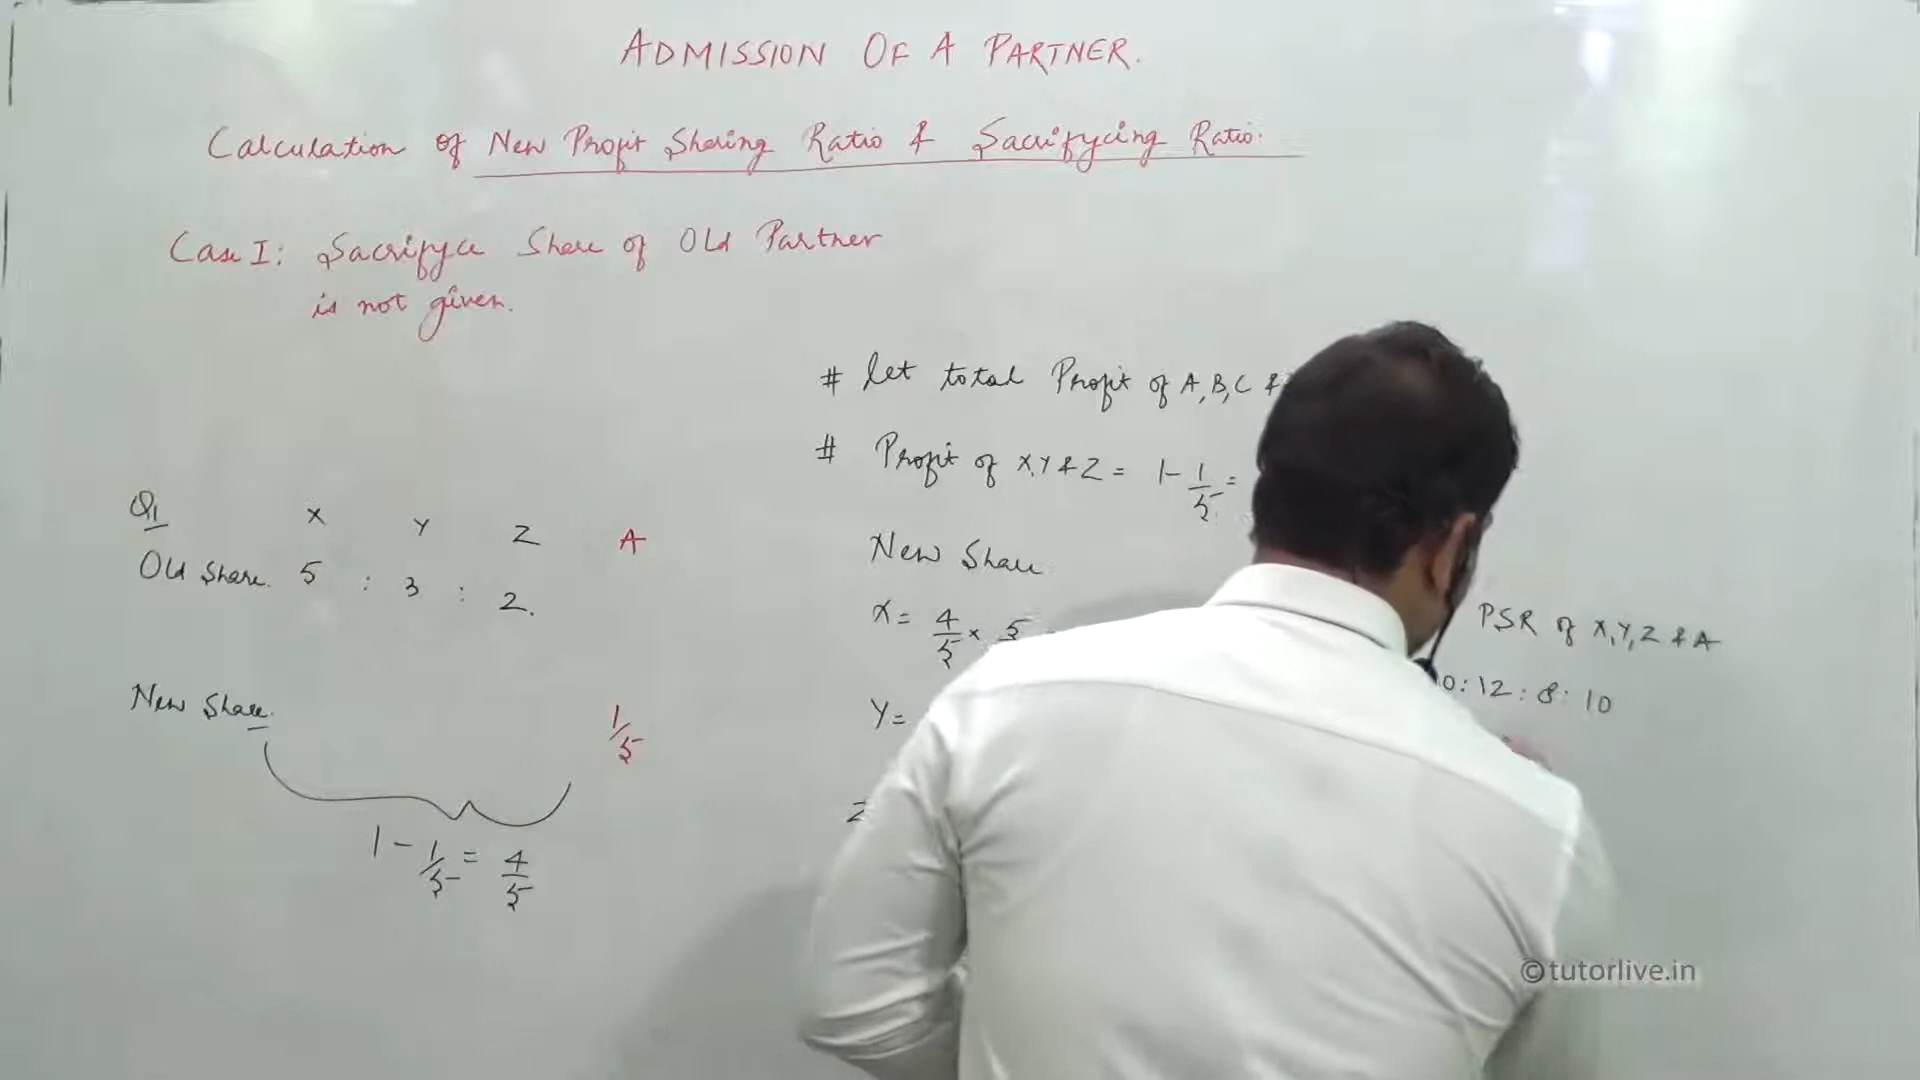 ADMISSION OF A PARTNER.
Calculation of New Profit Sharing Ratio & Sacrifycing Ratio.
Case I: Sacrifyce Share of Old Partner
is not given.
# let total Profit of A, B, C &
# Profit of X, Y & Z = 1 - 1/5 =
Q1 X Y Z A
Old Share. 5 : 3 : 2.
New Share. 1/5
1 - 1/5 = 4/5
New Share
X = 4/5 × 5
Y =
Z
PSR of X, Y, Z & A
0 : 12 : 8 : 10
©tutorlive.in